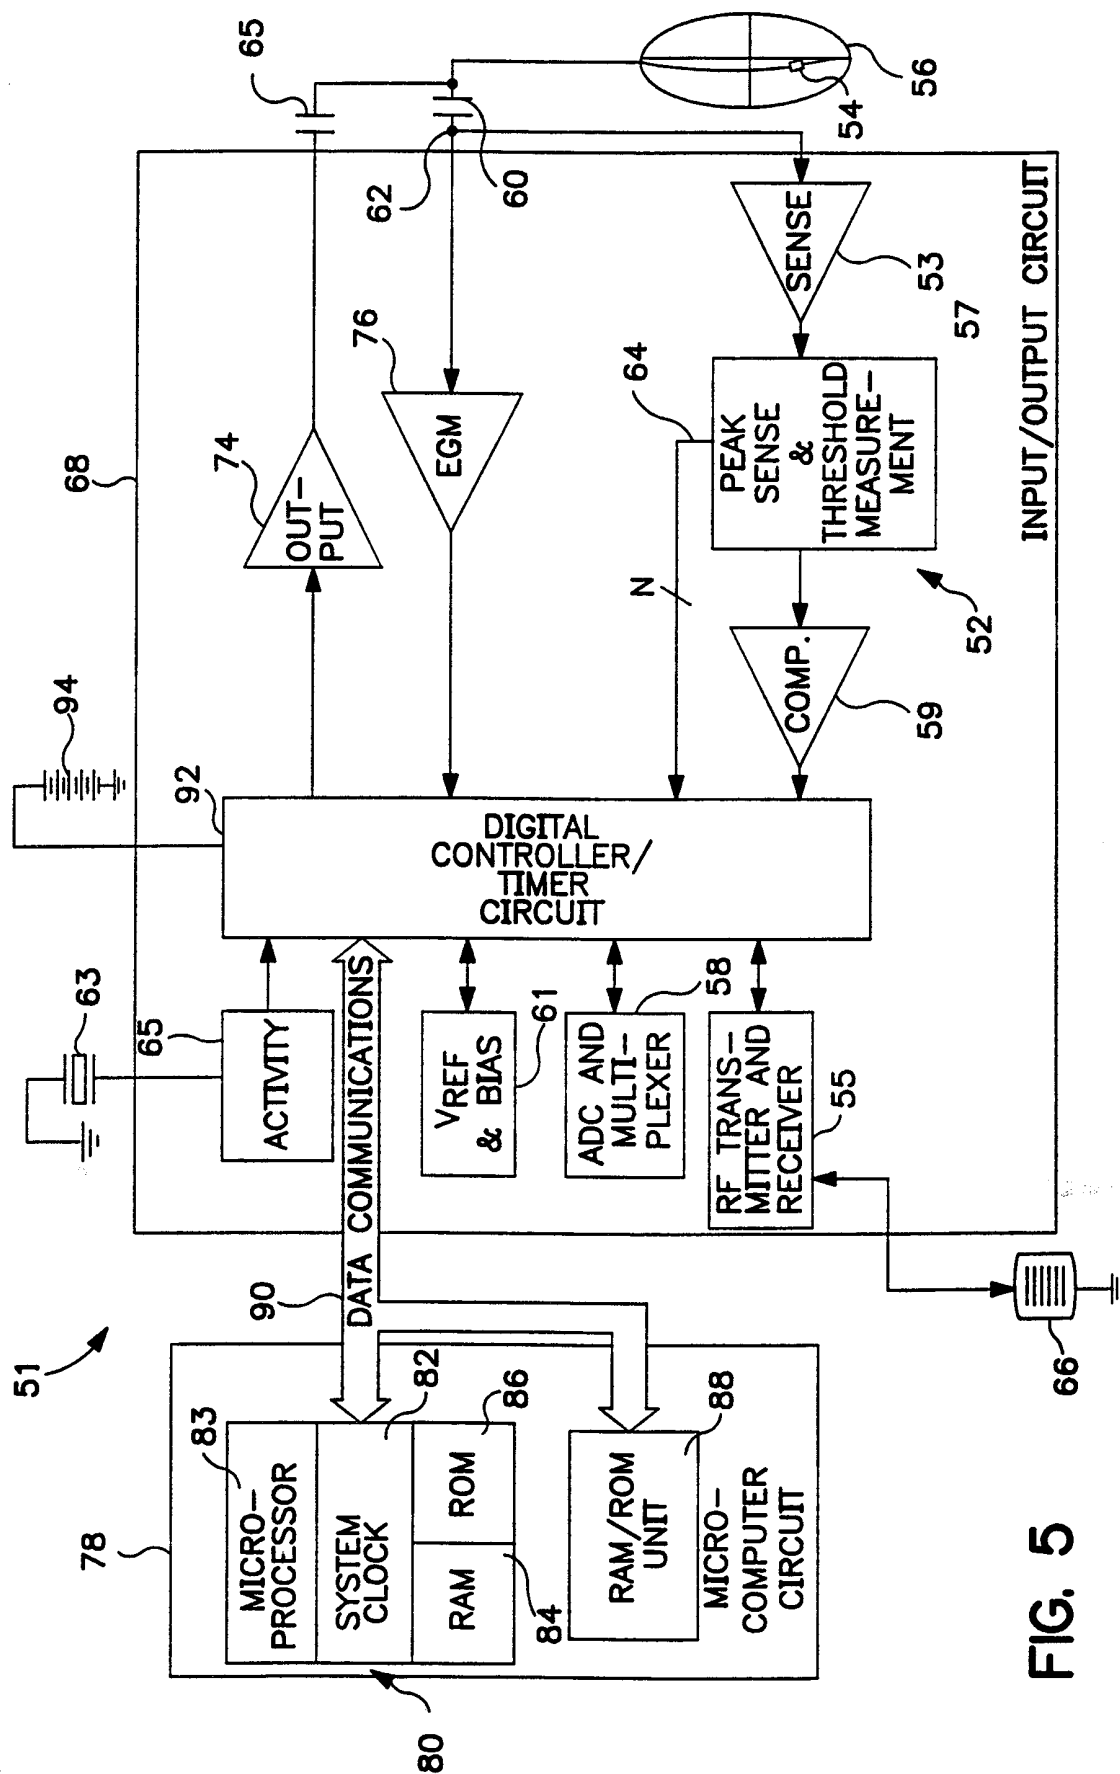 51
78
83
MICRO-
PROCESSOR
SYSTEM
CLOCK
82
RAM
ROM
84
86
80
RAM/ROM
UNIT
88
MICRO-
COMPUTER
CIRCUIT
90
DATA COMMUNICATIONS
63
65
ACTIVITY
VREF
& BIAS
61
ADC AND
MULTI-
PLEXER
58
RF TRANS-
MITTER AND
RECEIVER
55
66
94
92
DIGITAL
CONTROLLER/
TIMER
CIRCUIT
68
74
OUT-
PUT
76
EGM
N
64
PEAK
SENSE
&
THRESHOLD
MEASURE-
MENT
COMP.
59
52
57
SENSE
53
62
60
65
54
56
INPUT/OUTPUT CIRCUIT
FIG. 5